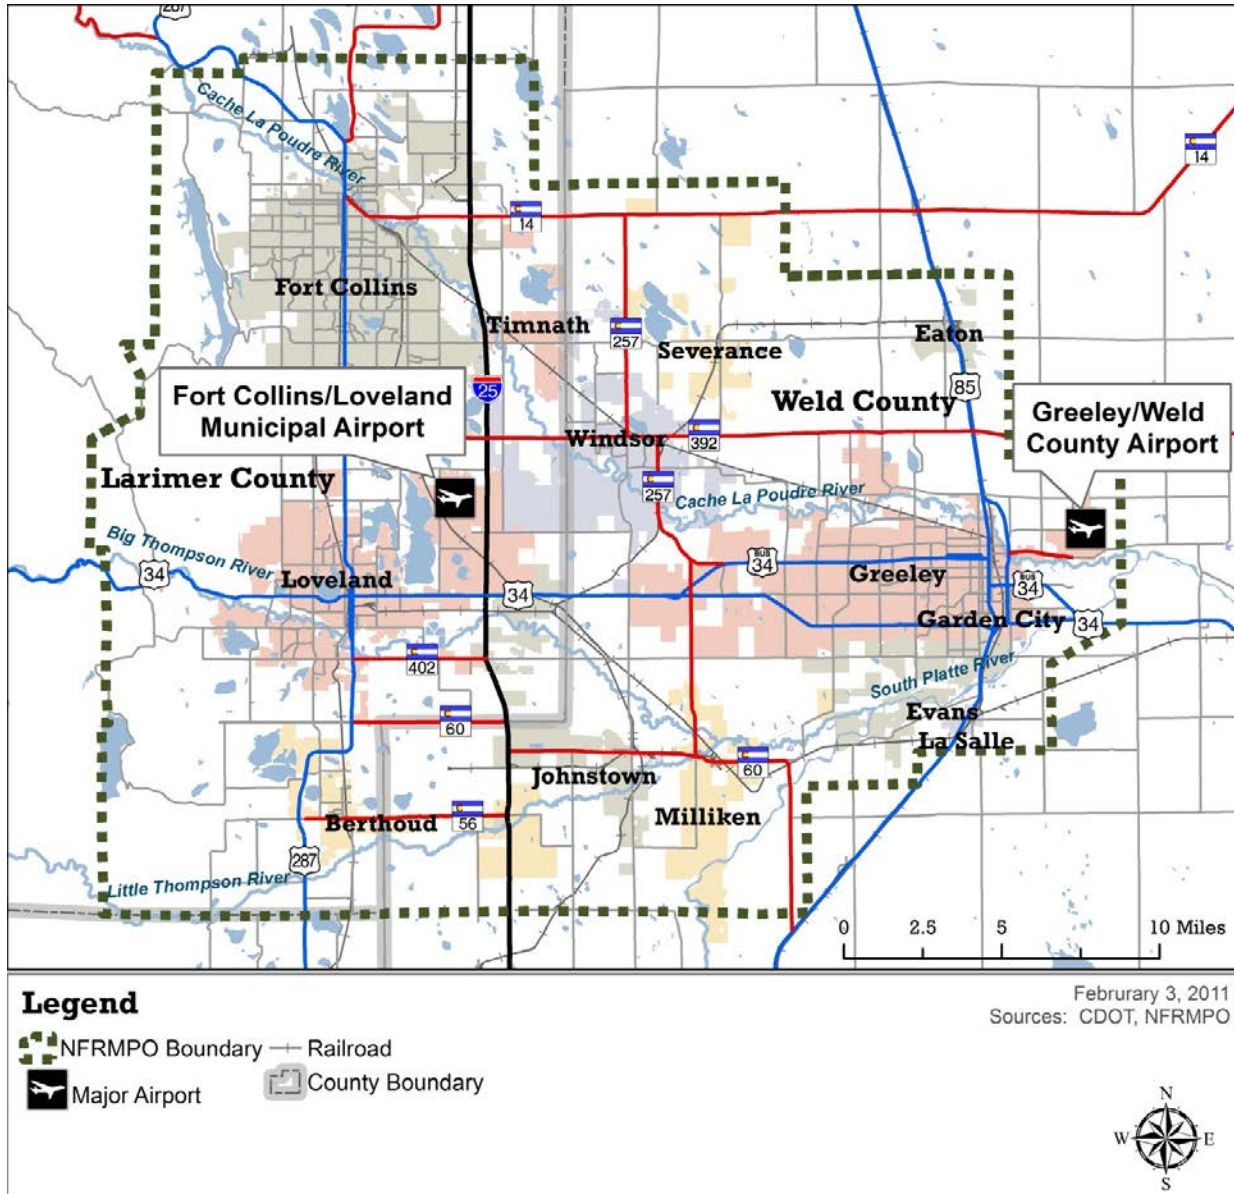 287
Cache La Poudre River
14
14
Fort Collins
Timnath
257
Severance
Eaton
Fort Collins/Loveland
Municipal Airport
25
Weld County
85
Greeley/Weld
County Airport
Windsor
392
Larimer County
257
Cache La Poudre River
Big Thompson River
34
Loveland
34
BUS
34
Greeley
BUS
34
Garden City
34
402
South Platte River
60
Evans
La Salle
Johnstown
60
Berthoud
56
Milliken
287
Little Thompson River
0 2.5 5 10 Miles
Legend
Februrary 3, 2011
Sources: CDOT, NFRMPO
NFRMPO Boundary
Railroad
Major Airport
County Boundary
N
W E
S